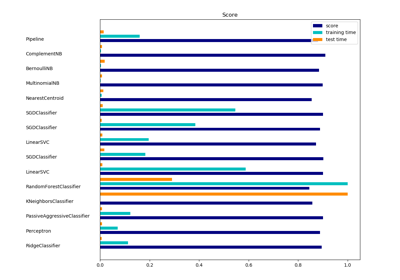 Score
score
training time
test time
Pipeline
ComplementNB
BernoulliNB
MultinomialNB
NearestCentroid
SGDClassifier
SGDClassifier
LinearSVC
SGDClassifier
LinearSVC
RandomForestClassifier
KNeighborsClassifier
PassiveAggressiveClassifier
Perceptron
RidgeClassifier
0.0 0.2 0.4 0.6 0.8 1.0